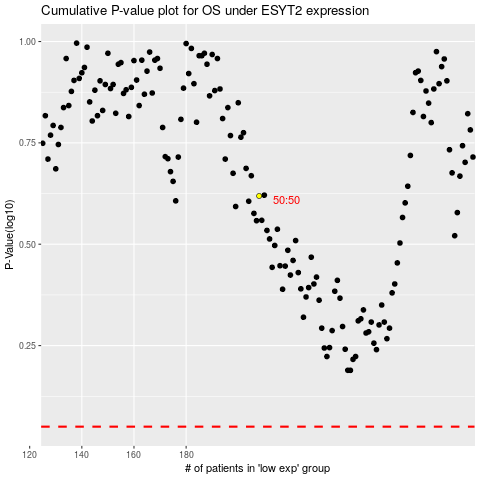 Cumulative P-value plot for OS under ESYT2 expression
P-Value(log10)
1.00
0.75
0.50
0.25
50:50
120 140 160 180
# of patients in 'low exp' group